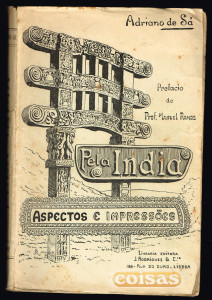 Adriano de Sá
Prefacio
do
Prof. Manuel Ramos
Pela India
ASPECTOS E IMPRESSÕES
LIVRARIA EDITORA
J. RODRIGUES & C.ta
186-RUA DO OURO-LISBOA
coisas